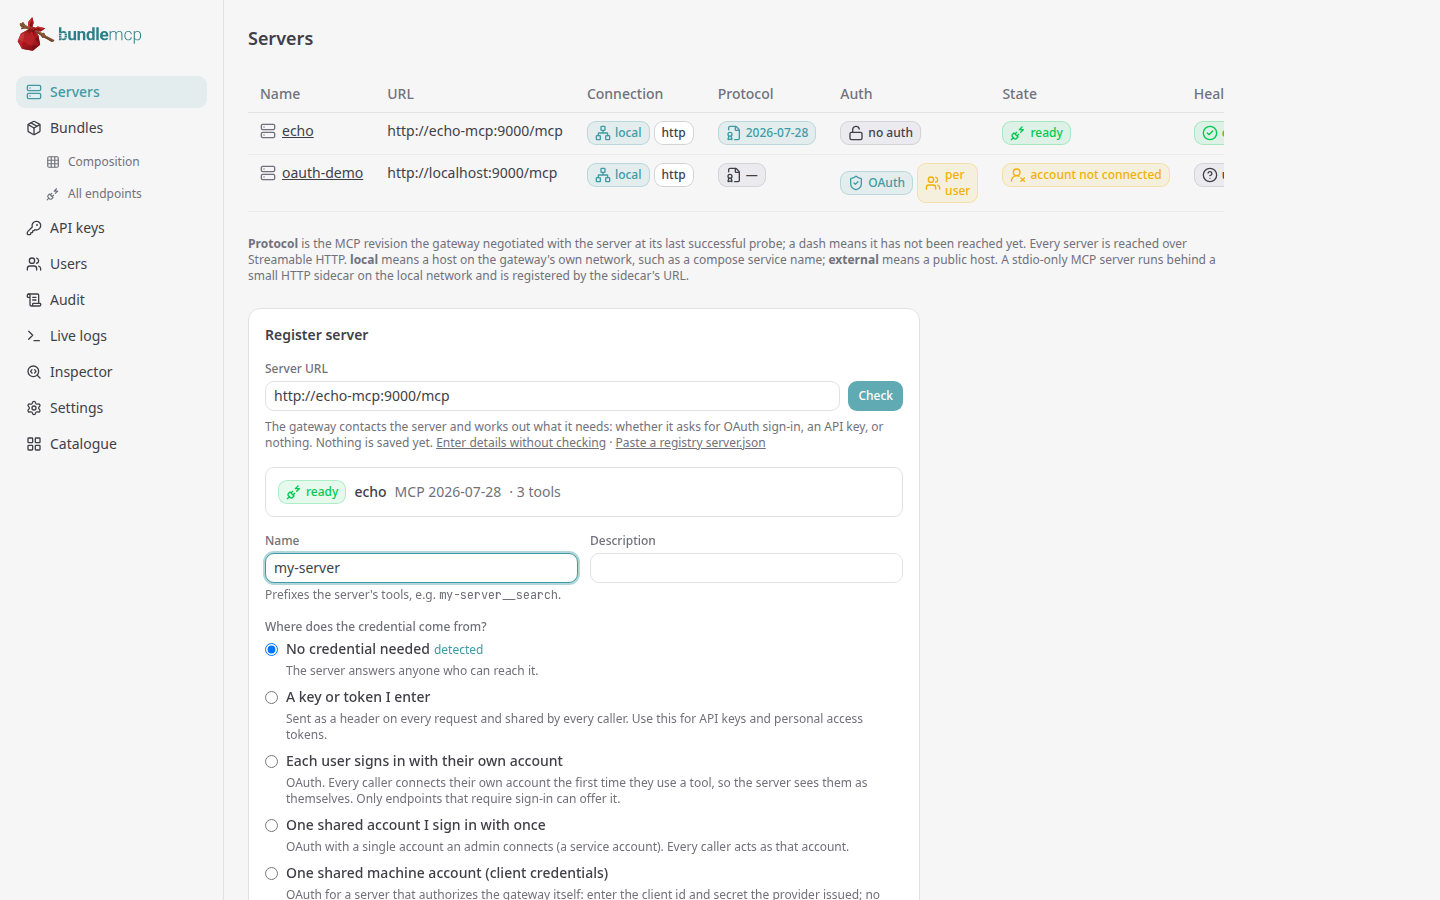 bundlemcp
Servers
Bundles
Composition
All endpoints
API keys
Users
Audit
Live logs
Inspector
Settings
Catalogue
Servers
Name URL Connection Protocol Auth State Heal
echo http://echo-mcp:9000/mcp local http 2026-07-28 no auth ready
oauth-demo http://localhost:9000/mcp local http — OAuth per user account not connected
Protocol is the MCP revision the gateway negotiated with the server at its last successful probe; a dash means it has not been reached yet. Every server is reached over
Streamable HTTP. local means a host on the gateway's own network, such as a compose service name; external means a public host. A stdio-only MCP server runs behind a
small HTTP sidecar on the local network and is registered by the sidecar's URL.
Register server
Server URL
http://echo-mcp:9000/mcp Check
The gateway contacts the server and works out what it needs: whether it asks for OAuth sign-in, an API key, or
nothing. Nothing is saved yet. Enter details without checking · Paste a registry server.json
ready echo MCP 2026-07-28 · 3 tools
Name Description
my-server
Prefixes the server's tools, e.g. my-server__search.
Where does the credential come from?
No credential needed detected
The server answers anyone who can reach it.
A key or token I enter
Sent as a header on every request and shared by every caller. Use this for API keys and personal access
tokens.
Each user signs in with their own account
OAuth. Every caller connects their own account the first time they use a tool, so the server sees them as
themselves. Only endpoints that require sign-in can offer it.
One shared account I sign in with once
OAuth with a single account an admin connects (a service account). Every caller acts as that account.
One shared machine account (client credentials)
OAuth for a server that authorizes the gateway itself: enter the client id and secret the provider issued; no